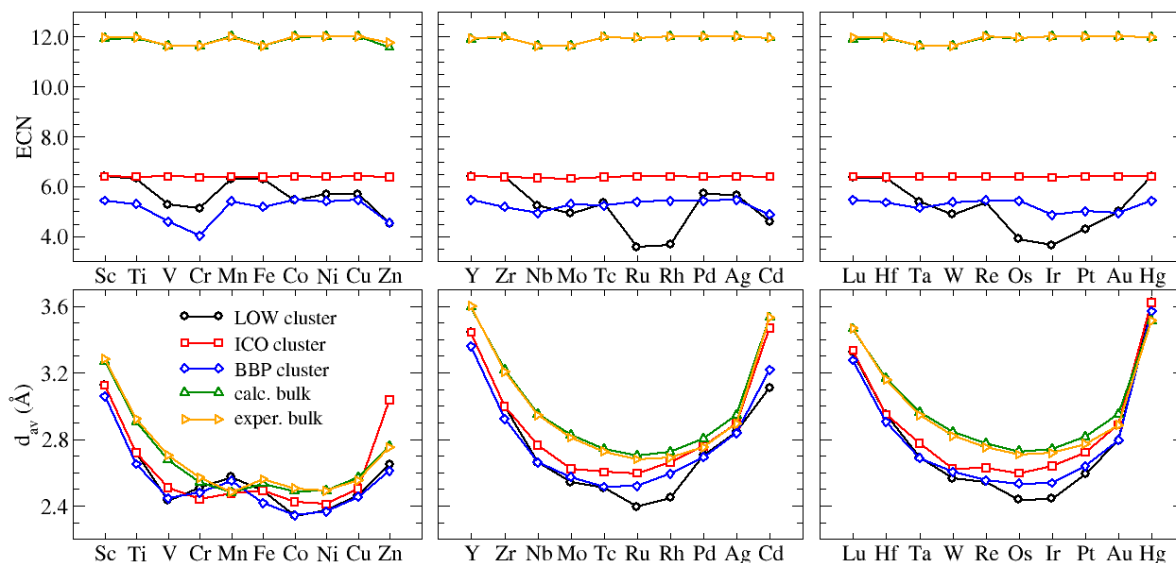 12.0
10.0
8.0
6.0
4.0
ECN
Sc Ti V Cr Mn Fe Co Ni Cu Zn
Y Zr Nb Mo Tc Ru Rh Pd Ag Cd
Lu Hf Ta W Re Os Ir Pt Au Hg
3.6
3.2
2.8
2.4
d_av (Å)
LOW cluster
ICO cluster
BBP cluster
calc. bulk
exper. bulk
Sc Ti V Cr Mn Fe Co Ni Cu Zn
Y Zr Nb Mo Tc Ru Rh Pd Ag Cd
Lu Hf Ta W Re Os Ir Pt Au Hg